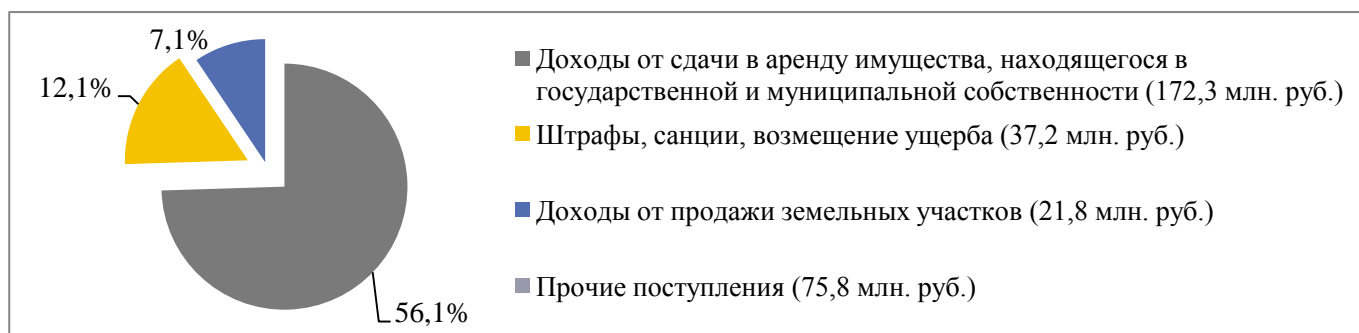 7,1%
12,1%
56,1%
Доходы от сдачи в аренду имущества, находящегося в
государственной и муниципальной собственности (172,3 млн. руб.)
Штрафы, санкции, возмещение ущерба (37,2 млн. руб.)
Доходы от продажи земельных участков (21,8 млн. руб.)
Прочие поступления (75,8 млн. руб.)